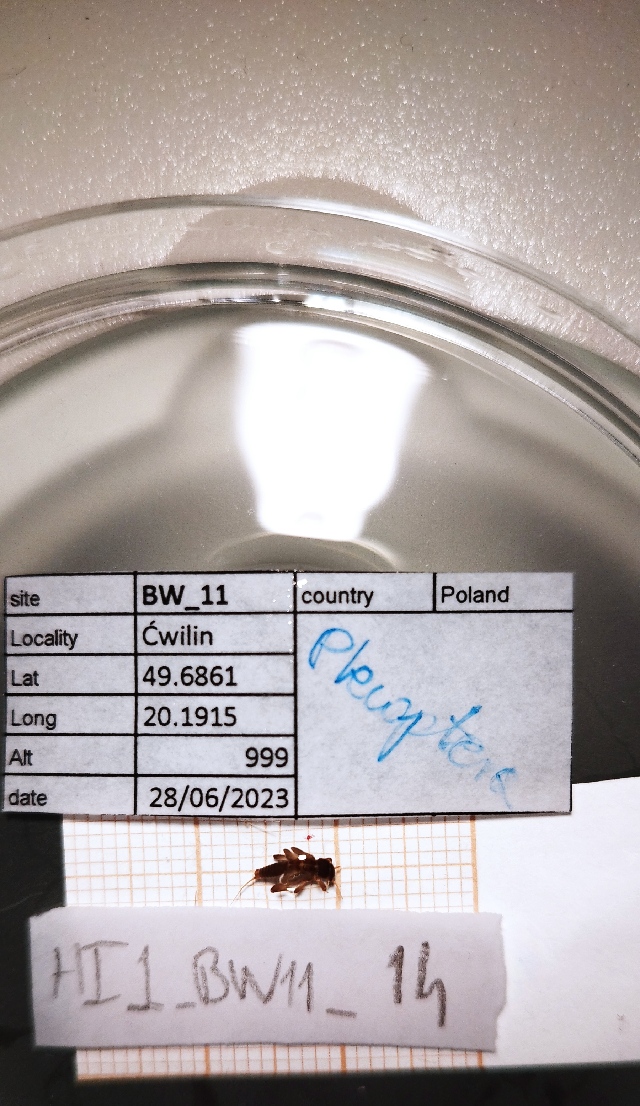 site BW_11 country Poland
Locality Ćwilin
Lat 49.6861
Long 20.1915
Alt 999
date 28/06/2023
Plecoptera
HI1_BW11_14